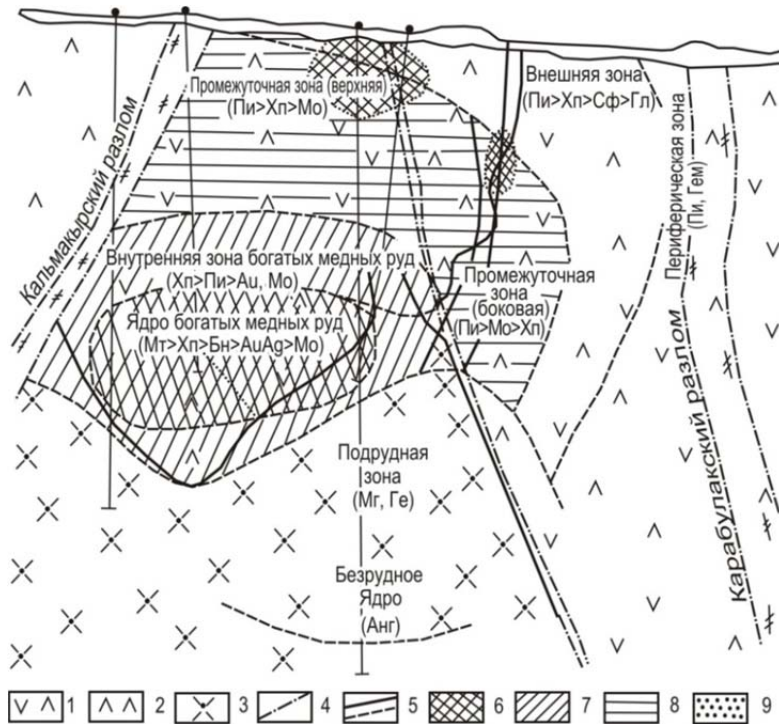 Промежуточная зона (верхняя)
(Пи>Хп>Мо)
Внешняя зона
(Пи>Хп>Сф>Гл)
Кальмакырский разлом
Периферическая зона
(Пи, Гем)
Внутренняя зона богатых медных руд
(Хп>Пи>Au, Мо)
Промежуточная
зона
(боковая)
(Пи>Мо>Хп)
Ядро богатых медных руд
(Мт>Хп>Бн>AuAg>Мо)
Карабулакский разлом
Подрудная
зона
(Мг, Ге)
Безрудное
Ядро
(Анг)
1 2 3 4 5 6 7 8 9